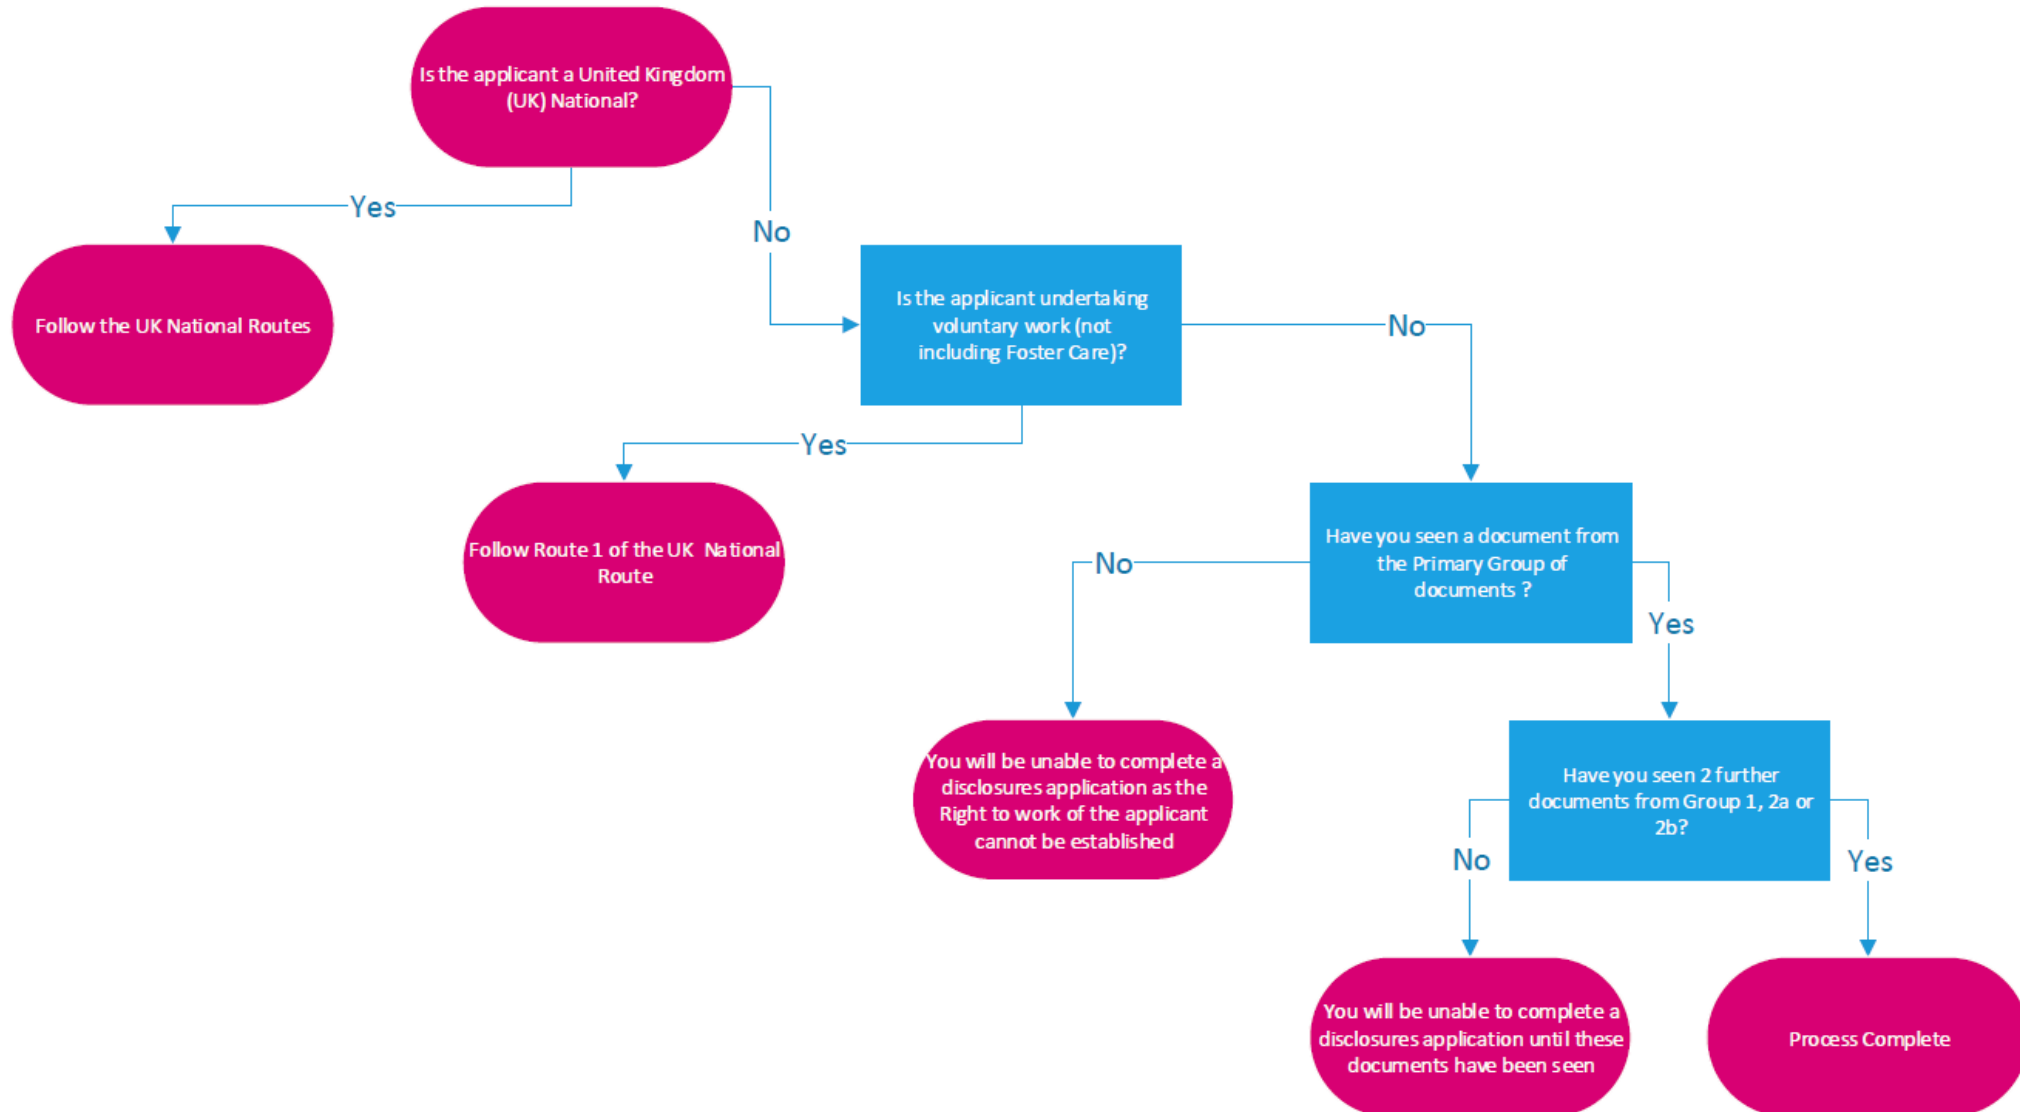 Is the applicant a United Kingdom
(UK) National?
Yes
No
Follow the UK National Routes
Is the applicant undertaking
voluntary work (not
including Foster Care)?
No
Yes
Follow Route 1 of the UK National
Route
Have you seen a document from
the Primary Group of
documents ?
No
Yes
You will be unable to complete a
disclosures application as the
Right to work of the applicant
cannot be established
Have you seen 2 further
documents from Group 1, 2a or
2b?
No
Yes
You will be unable to complete a
disclosures application until these
documents have been seen
Process Complete